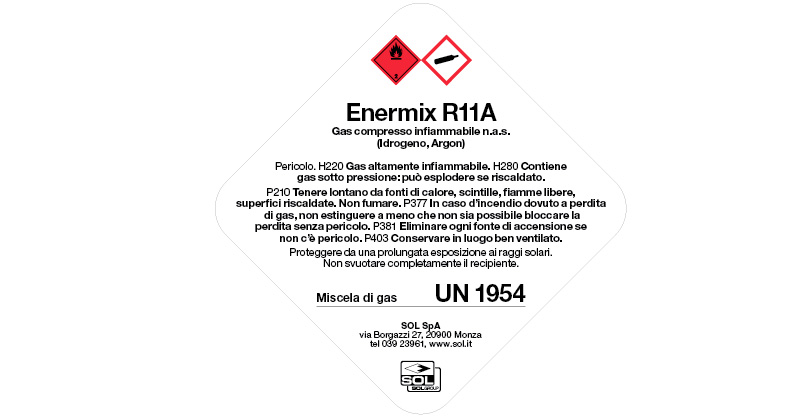 2
Enermix R11A
Gas compresso infiammabile n.a.s.
(Idrogeno, Argon)
Pericolo. H220 Gas altamente infiammabile. H280 Contiene
gas sotto pressione: può esplodere se riscaldato.
P210 Tenere lontano da fonti di calore, scintille, fiamme libere,
superfici riscaldate. Non fumare. P377 In caso d'incendio dovuto a perdita
di gas, non estinguere a meno che non sia possibile bloccare la
perdita senza pericolo. P381 Eliminare ogni fonte di accensione se
non c'è pericolo. P403 Conservare in luogo ben ventilato.
Proteggere da una prolungata esposizione ai raggi solari.
Non svuotare completamente il recipiente.
Miscela di gas UN 1954
SOL SpA
via Borgazzi 27, 20900 Monza
tel 039 23961, www.sol.it
SOL
SOLGROUP